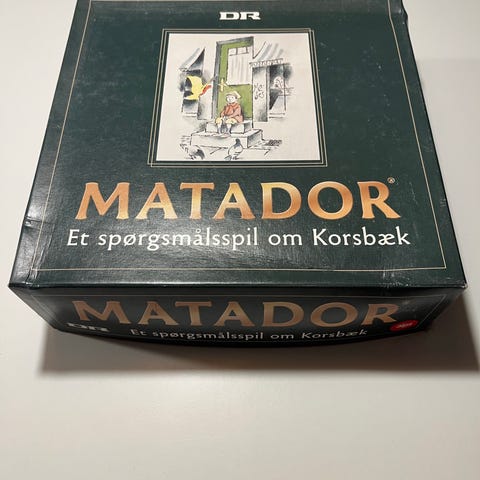 DR
MATADOR®
Et spørgsmålsspil om Korsbæk
MATADOR®
DR
Et spørgsmålsspil om Korsbæk